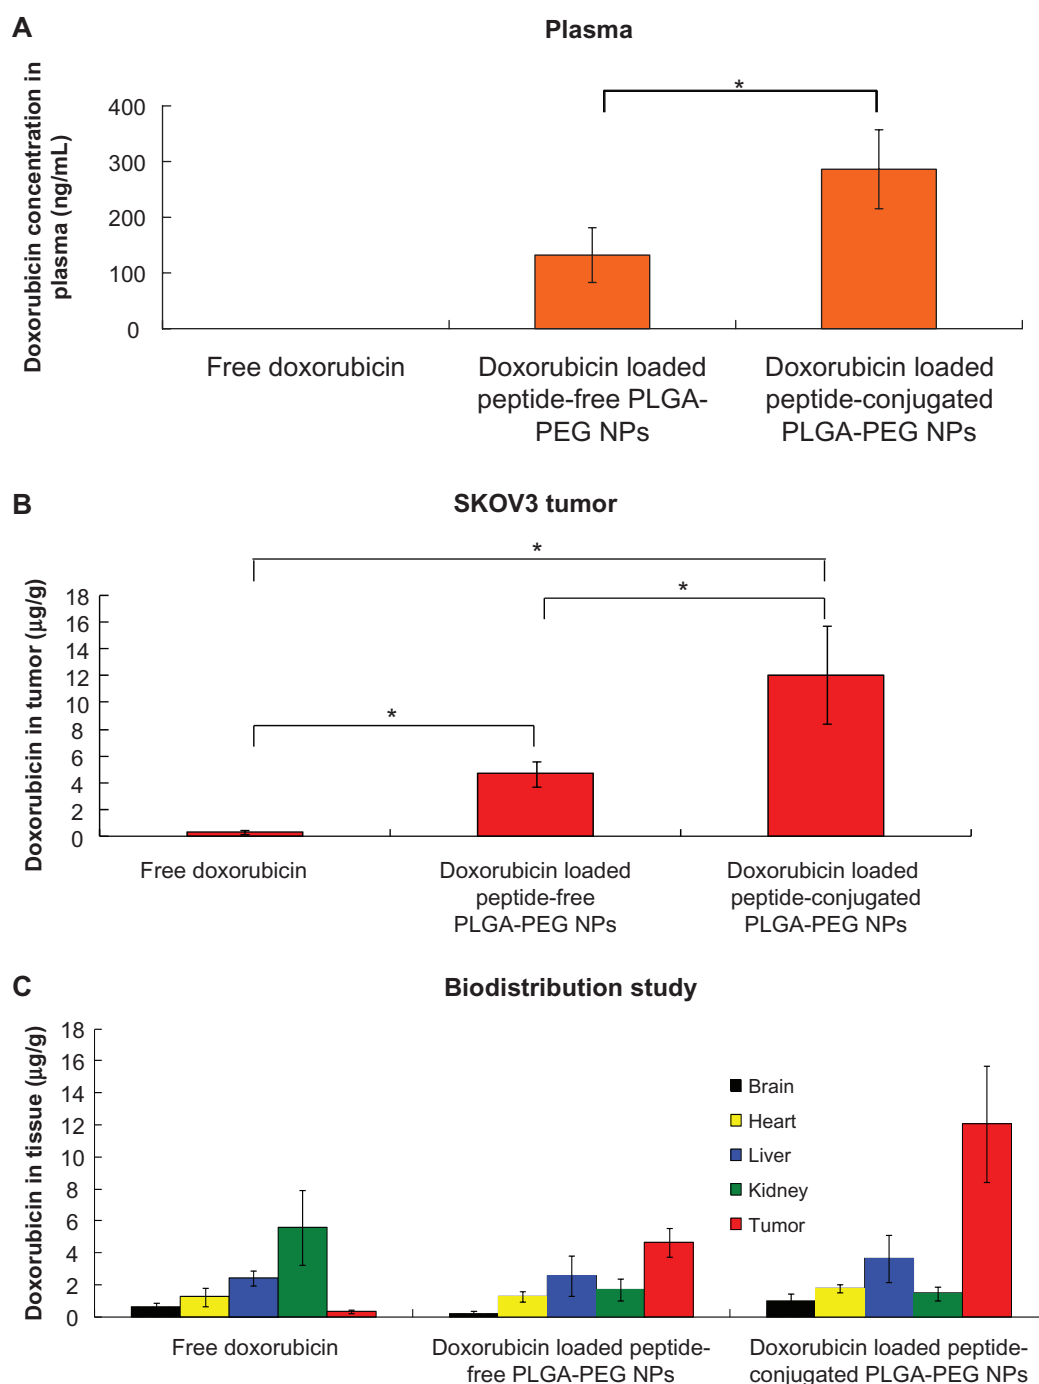 A
Plasma
Doxorubicin concentration in
plasma (ng/mL)
400
300
200
100
0
*
Free doxorubicin
Doxorubicin loaded
peptide-free PLGA-
PEG NPs
Doxorubicin loaded
peptide-conjugated
PLGA-PEG NPs
B
SKOV3 tumor
Doxorubicin in tumor (µg/g)
18
16
14
12
10
8
6
4
2
0
*
*
*
Free doxorubicin
Doxorubicin loaded
peptide-free
PLGA-PEG NPs
Doxorubicin loaded
peptide-conjugated
PLGA-PEG NPs
C
Biodistribution study
Doxorubicin in tissue (µg/g)
18
16
14
12
10
8
6
4
2
0
Brain
Heart
Liver
Kidney
Tumor
Free doxorubicin
Doxorubicin loaded peptide-
free PLGA-PEG NPs
Doxorubicin loaded peptide-
conjugated PLGA-PEG NPs